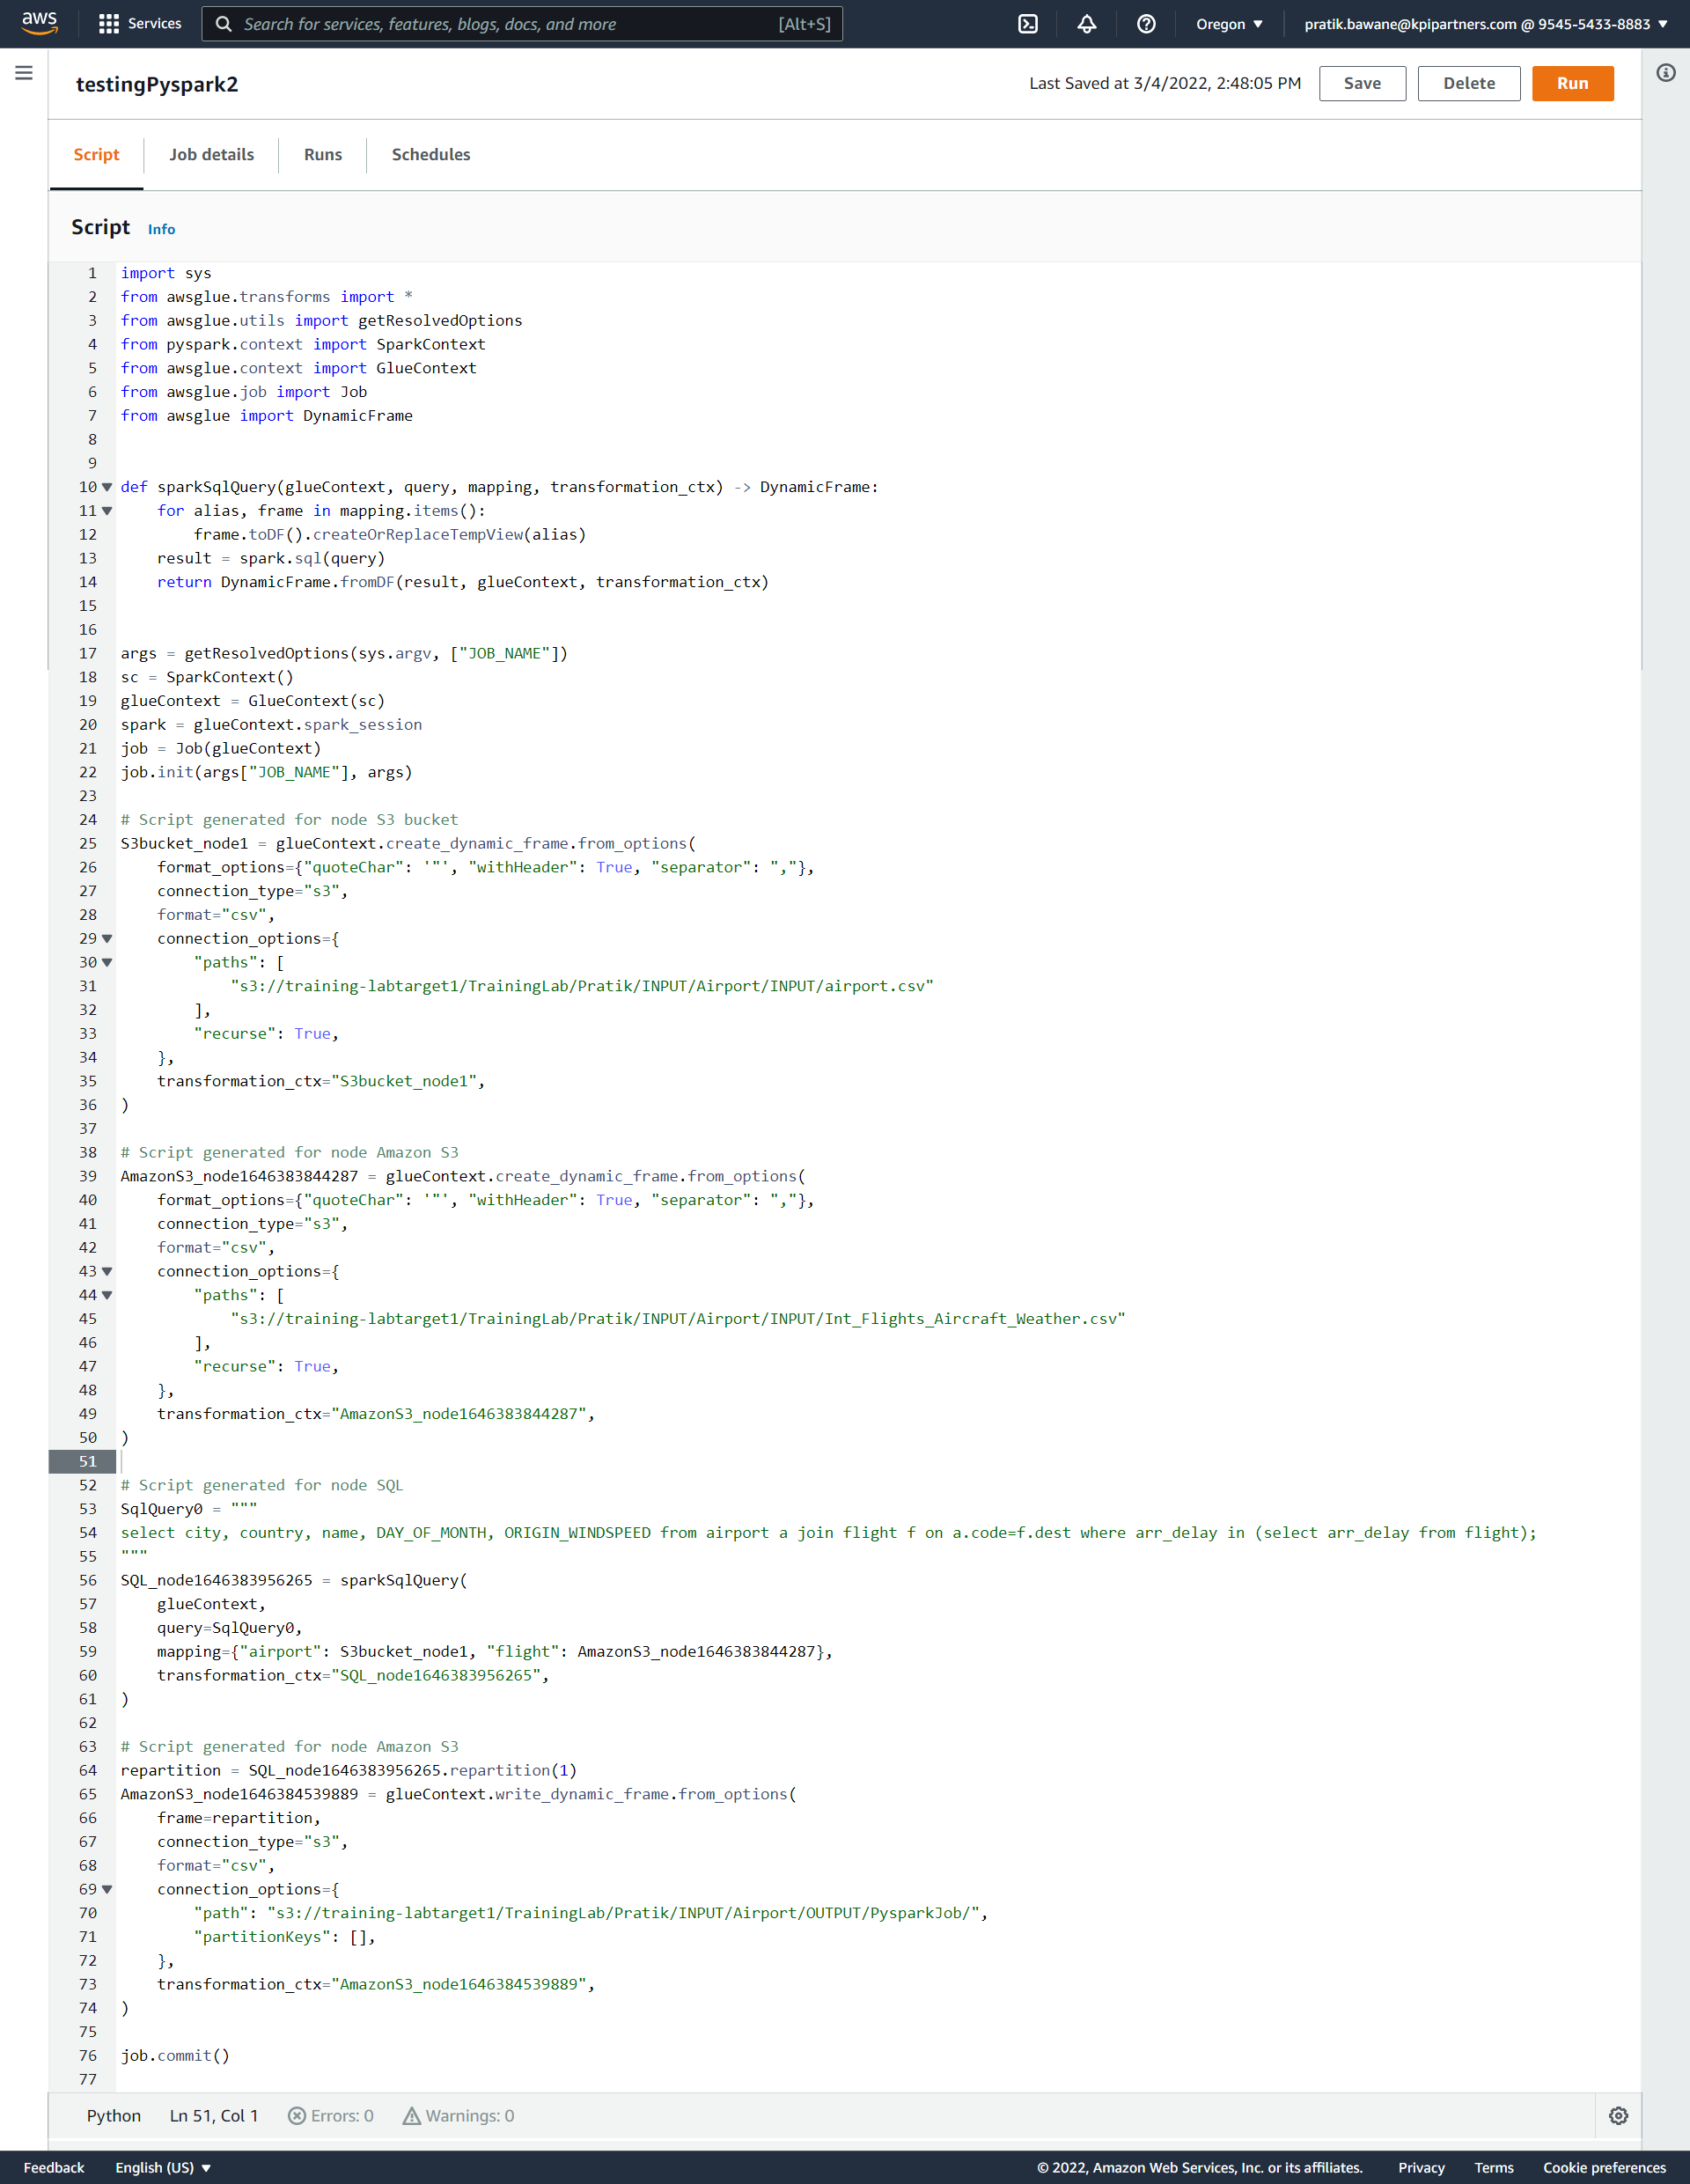 aws Services Search for services, features, blogs, docs, and more [Alt+S] Oregon ▼ pratik.bawane@kpipartners.com @ 9545-5433-8883 ▼
testingPyspark2 Last Saved at 3/4/2022, 2:48:05 PM Save Delete Run
Script Job details Runs Schedules
Script Info
1 import sys
2 from awsglue.transforms import *
3 from awsglue.utils import getResolvedOptions
4 from pyspark.context import SparkContext
5 from awsglue.context import GlueContext
6 from awsglue.job import Job
7 from awsglue import DynamicFrame
8
9
10 def sparkSqlQuery(glueContext, query, mapping, transformation_ctx) -> DynamicFrame:
11     for alias, frame in mapping.items():
12         frame.toDF().createOrReplaceTempView(alias)
13     result = spark.sql(query)
14     return DynamicFrame.fromDF(result, glueContext, transformation_ctx)
15
16
17 args = getResolvedOptions(sys.argv, ["JOB_NAME"])
18 sc = SparkContext()
19 glueContext = GlueContext(sc)
20 spark = glueContext.spark_session
21 job = Job(glueContext)
22 job.init(args["JOB_NAME"], args)
23
24 # Script generated for node S3 bucket
25 S3bucket_node1 = glueContext.create_dynamic_frame.from_options(
26     format_options={"quoteChar": '"', "withHeader": True, "separator": ","},
27     connection_type="s3",
28     format="csv",
29     connection_options={
30         "paths": [
31             "s3://training-labtarget1/TrainingLab/Pratik/INPUT/Airport/INPUT/airport.csv"
32         ],
33         "recurse": True,
34     },
35     transformation_ctx="S3bucket_node1",
36 )
37
38 # Script generated for node Amazon S3
39 AmazonS3_node1646383844287 = glueContext.create_dynamic_frame.from_options(
40     format_options={"quoteChar": '"', "withHeader": True, "separator": ","},
41     connection_type="s3",
42     format="csv",
43     connection_options={
44         "paths": [
45             "s3://training-labtarget1/TrainingLab/Pratik/INPUT/Airport/INPUT/Int_Flights_Aircraft_Weather.csv"
46         ],
47         "recurse": True,
48     },
49     transformation_ctx="AmazonS3_node1646383844287",
50 )
51
52 # Script generated for node SQL
53 SqlQuery0 = """
54 select city, country, name, DAY_OF_MONTH, ORIGIN_WINDSPEED from airport a join flight f on a.code=f.dest where arr_delay in (select arr_delay from flight);
55 """
56 SQL_node1646383956265 = sparkSqlQuery(
57     glueContext,
58     query=SqlQuery0,
59     mapping={"airport": S3bucket_node1, "flight": AmazonS3_node1646383844287},
60     transformation_ctx="SQL_node1646383956265",
61 )
62
63 # Script generated for node Amazon S3
64 repartition = SQL_node1646383956265.repartition(1)
65 AmazonS3_node1646384539889 = glueContext.write_dynamic_frame.from_options(
66     frame=repartition,
67     connection_type="s3",
68     format="csv",
69     connection_options={
70         "path": "s3://training-labtarget1/TrainingLab/Pratik/INPUT/Airport/OUTPUT/PysparkJob/",
71         "partitionKeys": [],
72     },
73     transformation_ctx="AmazonS3_node1646384539889",
74 )
75
76 job.commit()
77
Python Ln 51, Col 1 Errors: 0 Warnings: 0
Feedback English (US) ▼ © 2022, Amazon Web Services, Inc. or its affiliates. Privacy Terms Cookie preferences